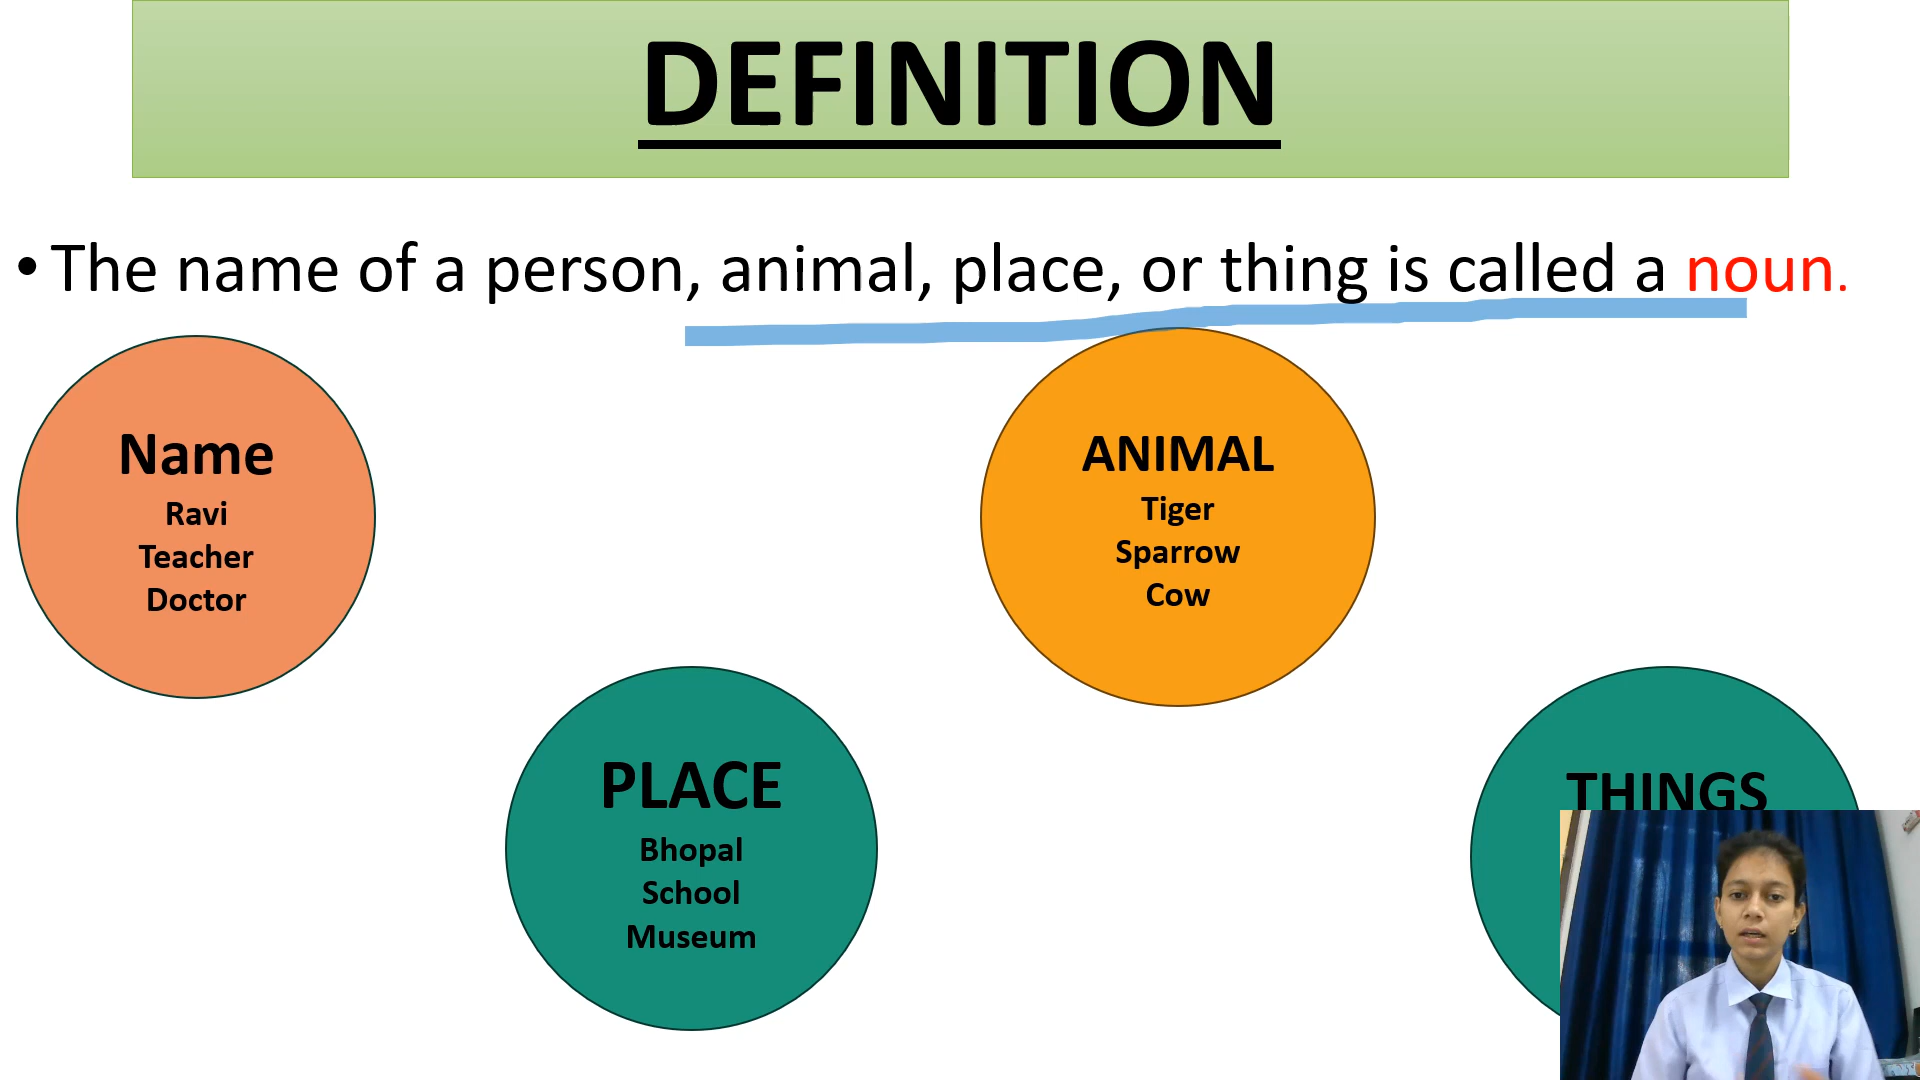 DEFINITION
• The name of a person, animal, place, or thing is called a noun.
Name
Ravi
Teacher
Doctor
ANIMAL
Tiger
Sparrow
Cow
PLACE
Bhopal
School
Museum
THINGS